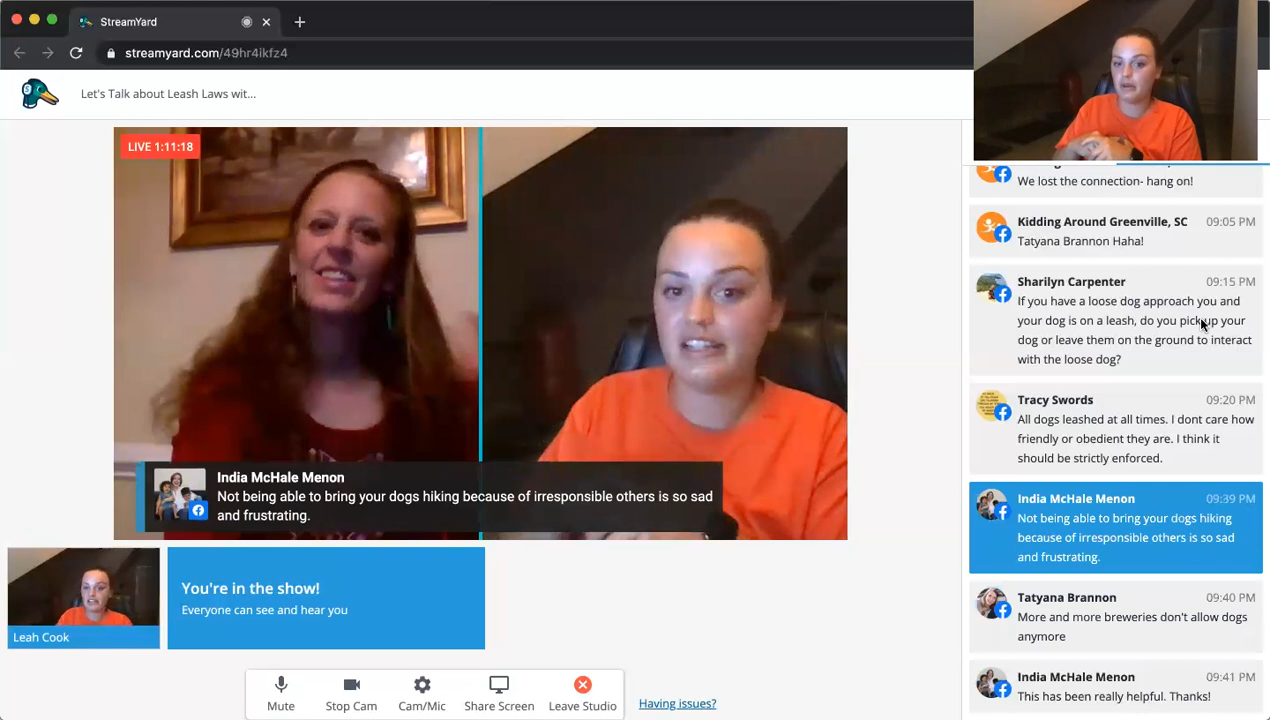 StreamYard
streamyard.com/49hr4ikfz4
Let's Talk about Leash Laws wit...
LIVE 1:11:18
India McHale Menon
Not being able to bring your dogs hiking because of irresponsible others is so sad
and frustrating.
Leah Cook
You're in the show!
Everyone can see and hear you
Mute
Stop Cam
Cam/Mic
Share Screen
Leave Studio
Having issues?
We lost the connection- hang on!
Kidding Around Greenville, SC 09:05 PM
Tatyana Brannon Haha!
Sharilyn Carpenter 09:15 PM
If you have a loose dog approach you and
your dog is on a leash, do you pick up your
dog or leave them on the ground to interact
with the loose dog?
Tracy Swords 09:20 PM
All dogs leashed at all times. I dont care how
friendly or obedient they are. I think it
should be strictly enforced.
India McHale Menon 09:39 PM
Not being able to bring your dogs hiking
because of irresponsible others is so sad
and frustrating.
Tatyana Brannon 09:40 PM
More and more breweries don't allow dogs
anymore
India McHale Menon 09:41 PM
This has been really helpful. Thanks!